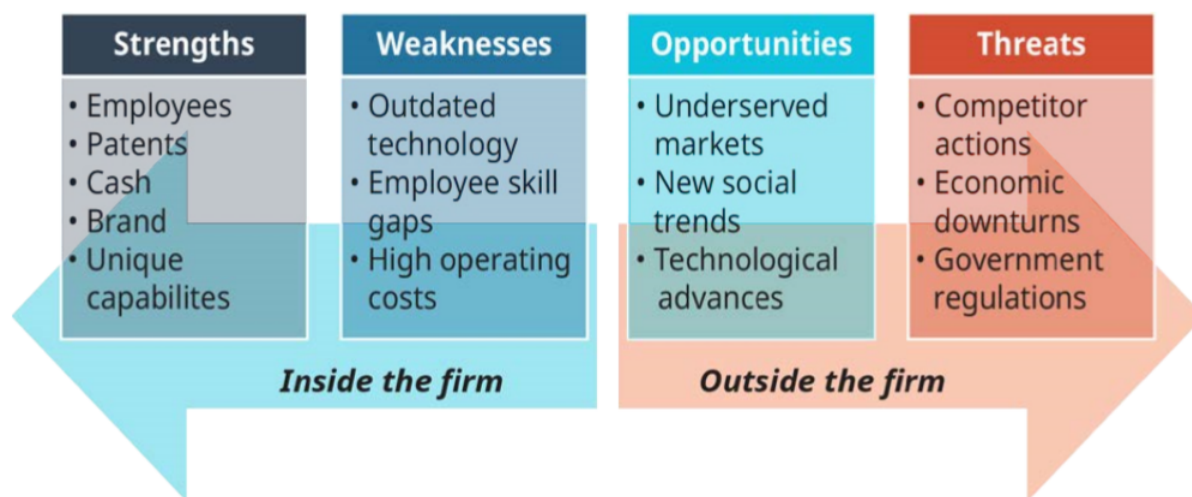 Strengths
• Employees
• Patents
• Cash
• Brand
• Unique
capabilites
Weaknesses
• Outdated
technology
• Employee skill
gaps
• High operating
costs
Opportunities
• Underserved
markets
• New social
trends
• Technological
advances
Threats
• Competitor
actions
• Economic
downturns
• Government
regulations
Inside the firm
Outside the firm